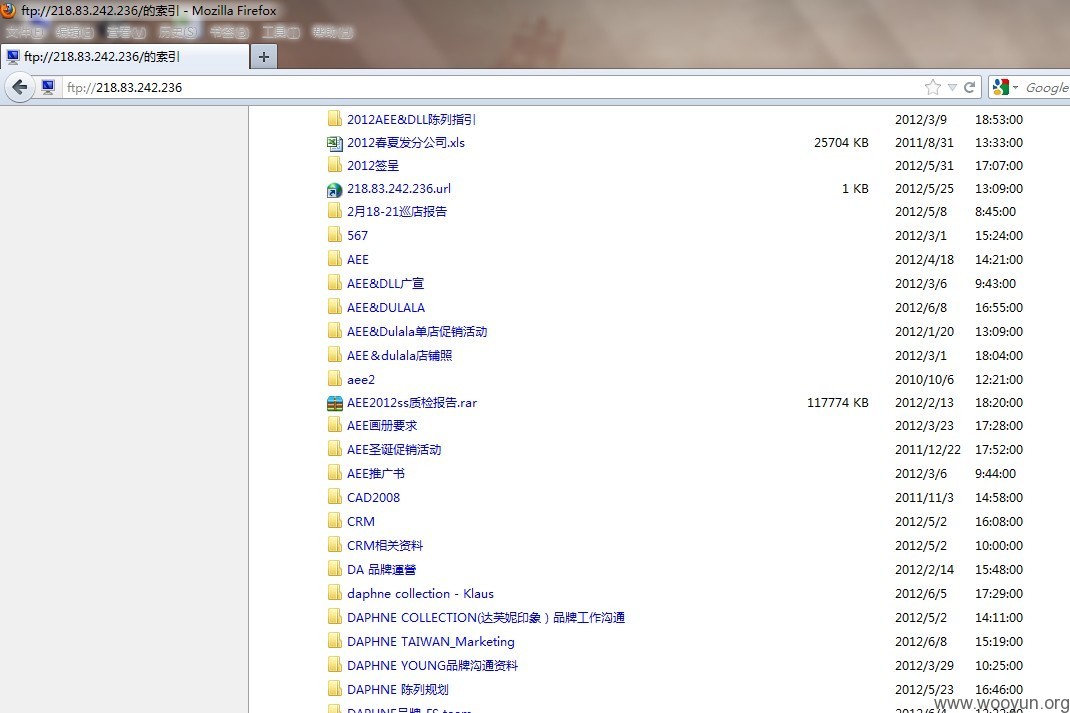 ftp://218.83.242.236/的索引 - Mozilla Firefox
文件(F) 编辑(E) 查看(V) 历史(S) 书签(B) 工具(T) 帮助(H)
ftp://218.83.242.236/的索引 +
ftp://218.83.242.236 Google
2012AEE&DLL陈列指引 2012/3/9 18:53:00
2012春夏发分公司.xls 25704 KB 2011/8/31 13:33:00
2012签呈 2012/5/31 17:07:00
218.83.242.236.url 1 KB 2012/5/25 13:09:00
2月18-21巡店报告 2012/5/8 8:45:00
567 2012/3/1 15:24:00
AEE 2012/4/18 14:21:00
AEE&DLL广宣 2012/3/6 9:43:00
AEE&DULALA 2012/6/8 16:55:00
AEE&Dulala单店促销活动 2012/1/20 13:09:00
AEE＆dulala店铺照 2012/3/1 18:04:00
aee2 2010/10/6 12:21:00
AEE2012ss质检报告.rar 117774 KB 2012/2/13 18:20:00
AEE画册要求 2012/3/23 17:28:00
AEE圣诞促销活动 2011/12/22 17:52:00
AEE推广书 2012/3/6 9:44:00
CAD2008 2011/11/3 14:58:00
CRM 2012/5/2 16:08:00
CRM相关资料 2012/5/2 10:00:00
DA 品牌運營 2012/2/14 15:48:00
daphne collection - Klaus 2012/6/5 17:29:00
DAPHNE COLLECTION(达芙妮印象）品牌工作沟通 2012/5/2 14:11:00
DAPHNE TAIWAN_Marketing 2012/6/8 15:19:00
DAPHNE YOUNG品牌沟通资料 2012/3/29 10:25:00
DAPHNE 陈列规划 2012/5/23 16:46:00
www.wooyun.org